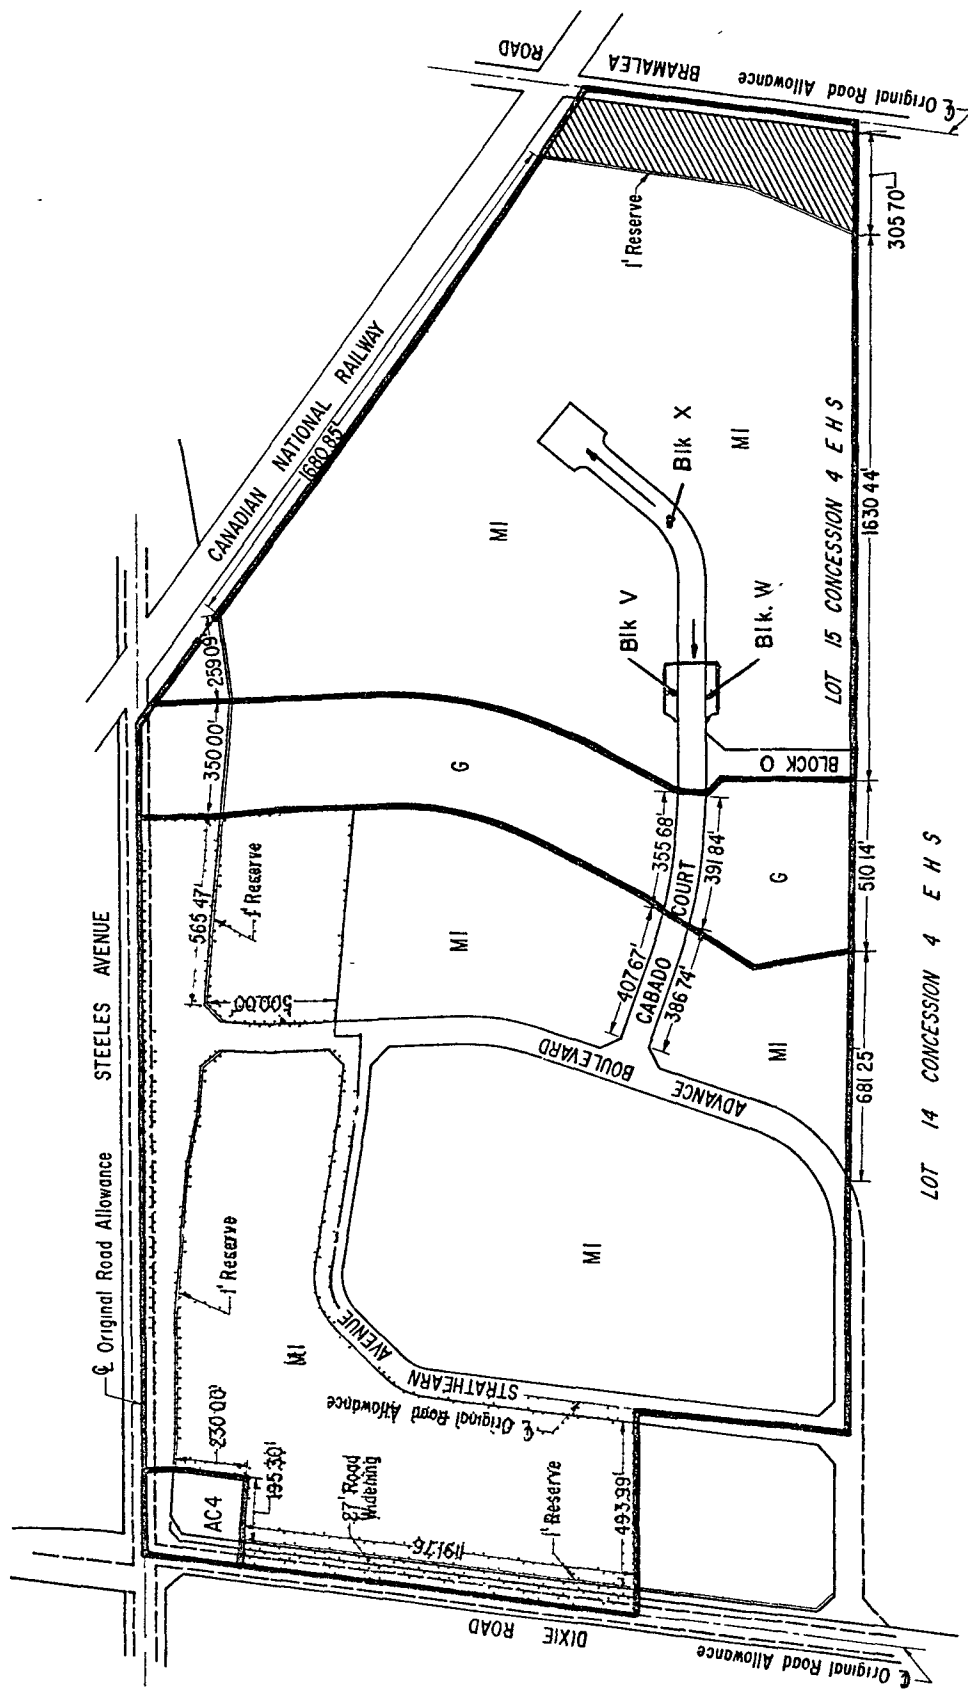 ROAD
BRAMALEA
℄ Original Road Allowance
305 70'
1' Reserve
CANADIAN NATIONAL RAILWAY
1680.85'
MI
Blk X
MI
LOT 15 CONCESSION 4 E H S
1630 44'
Blk V
Blk. W
259.09'
350.00'
G
BLOCK O
355 68'
COURT
391 84'
G
510 14'
1' Reserve
565 47'
500.00
MI
407 67'
CABADO
386 74'
MI
681 25
LOT 14 CONCESSION 4 E H S
STEELES AVENUE
℄ Original Road Allowance
ADVANCE BOULEVARD
1' Reserve
MI
MI
STRATHEARN AVENUE
℄ Original Road Allowance
230.00'
195.30'
AC4
27' Road
Widening
1191.76
1' Reserve
493.99'
DIXIE ROAD
℄ Original Road Allowance